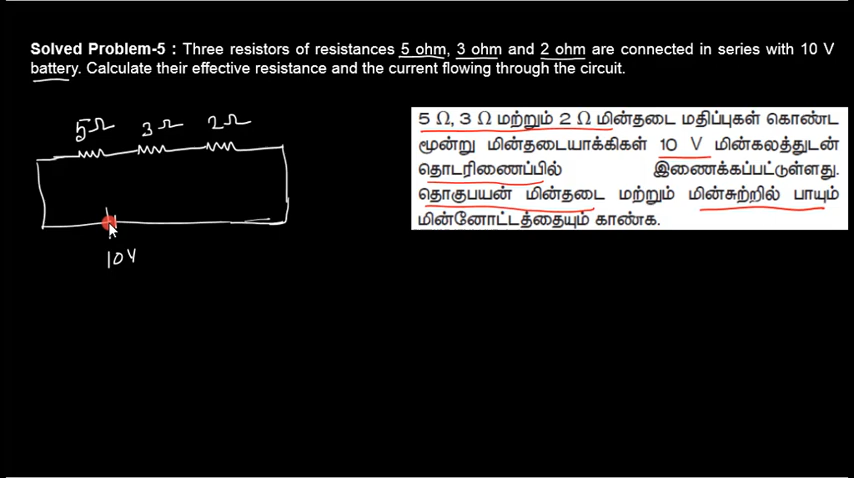 Solved Problem-5 : Three resistors of resistances 5 ohm, 3 ohm and 2 ohm are connected in series with 10 V
battery. Calculate their effective resistance and the current flowing through the circuit.
5Ω 3Ω 2Ω
10V
5 Ω, 3 Ω மற்றும் 2 Ω மின்தடை மதிப்புகள் கொண்ட
மூன்று மின்தடையாக்கிகள் 10 V மின்கலத்துடன்
தொடரிணைப்பில் இணைக்கப்பட்டுள்ளது.
தொகுபயன் மின்தடை மற்றும் மின்சுற்றில் பாயும்
மின்னோட்டத்தையும் காண்க.